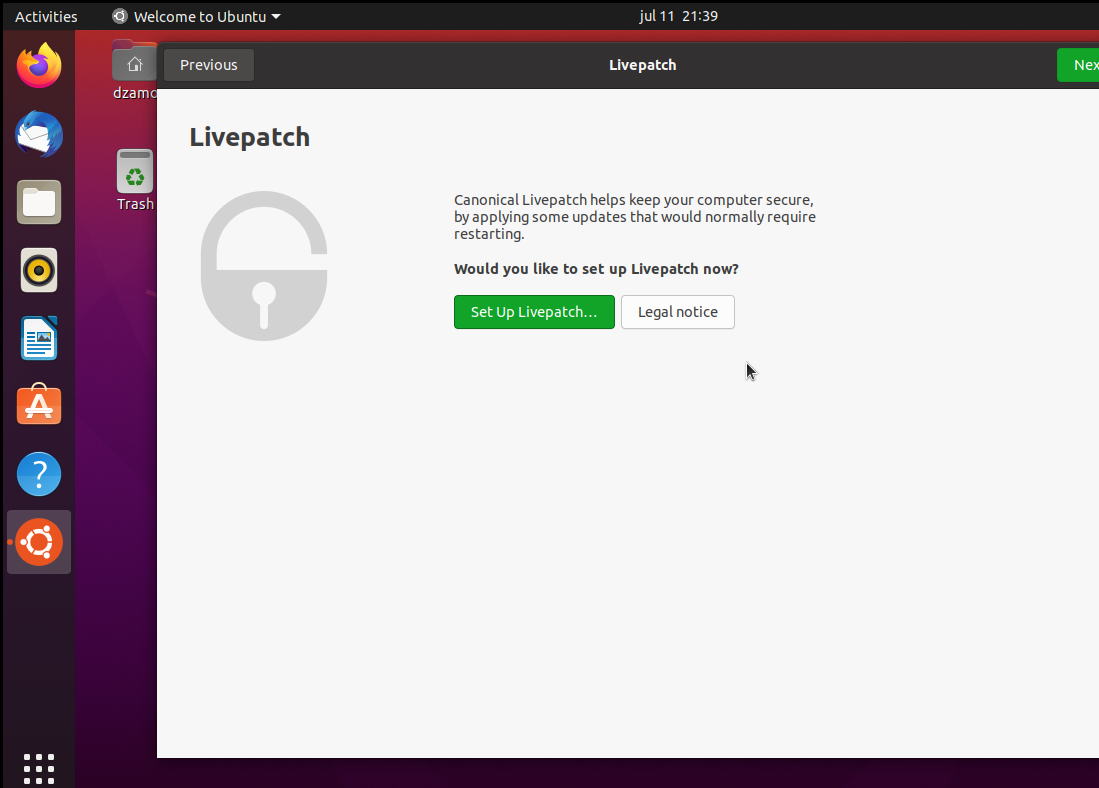 Activities
Welcome to Ubuntu
jul 11 21:39
Previous
Livepatch
Nex
dzamo
Trash
Livepatch
Canonical Livepatch helps keep your computer secure,
by applying some updates that would normally require
restarting.
Would you like to set up Livepatch now?
Set Up Livepatch…
Legal notice